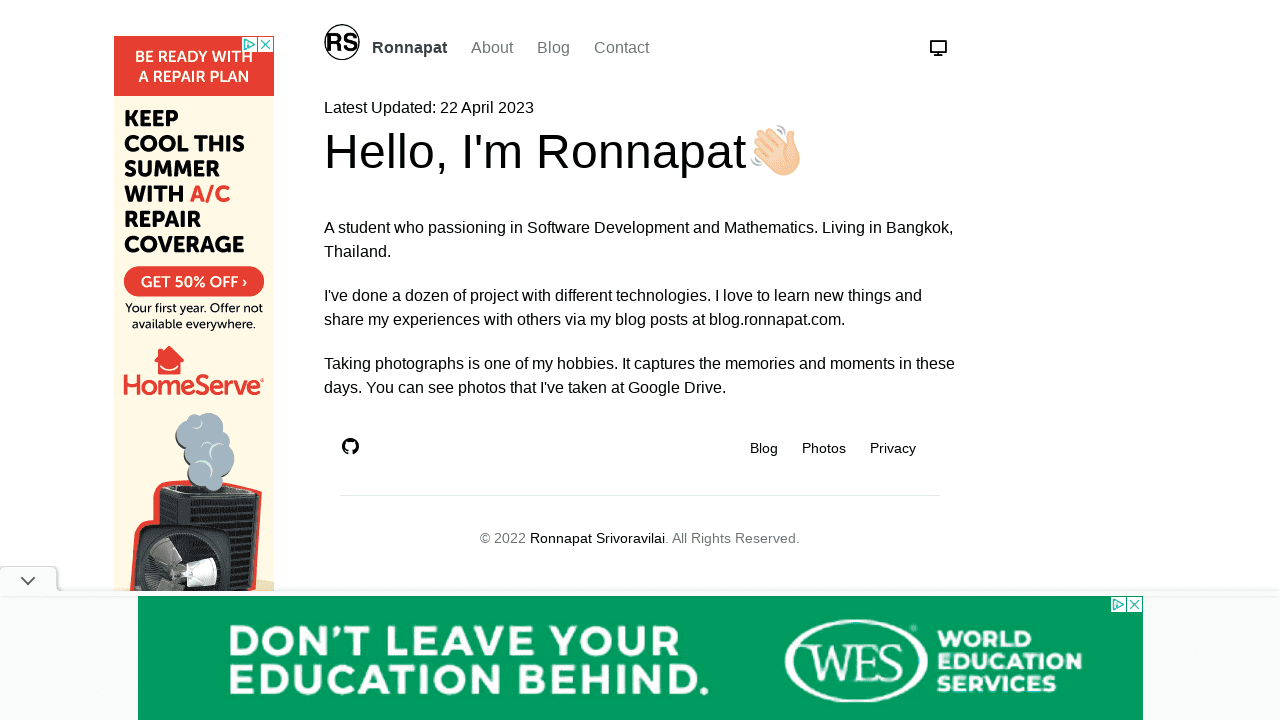 RS
Ronnapat About Blog Contact
Latest Updated: 22 April 2023
Hello, I'm Ronnapat👋🏻
A student who passioning in Software Development and Mathematics. Living in Bangkok,
Thailand.
I've done a dozen of project with different technologies. I love to learn new things and
share my experiences with others via my blog posts at blog.ronnapat.com.
Taking photographs is one of my hobbies. It captures the memories and moments in these
days. You can see photos that I've taken at Google Drive.
Blog Photos Privacy
© 2022 Ronnapat Srivoravilai. All Rights Reserved.
BE READY WITH
A REPAIR PLAN
KEEP
COOL THIS
SUMMER
WITH A/C
REPAIR
COVERAGE
GET 50% OFF ›
Your first year. Offer not
available everywhere.
HomeServe®
DON'T LEAVE YOUR
EDUCATION BEHIND.
WES
WORLD
EDUCATION
SERVICES